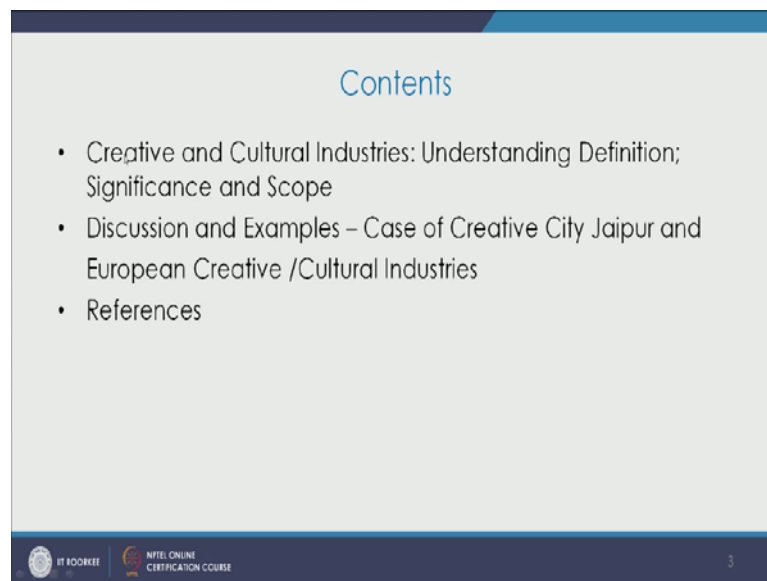 Contents
• Creative and Cultural Industries: Understanding Definition;
Significance and Scope
• Discussion and Examples – Case of Creative City Jaipur and
European Creative /Cultural Industries
• References
IIT ROORKEE
NPTEL ONLINE
CERTIFICATION COURSE
3